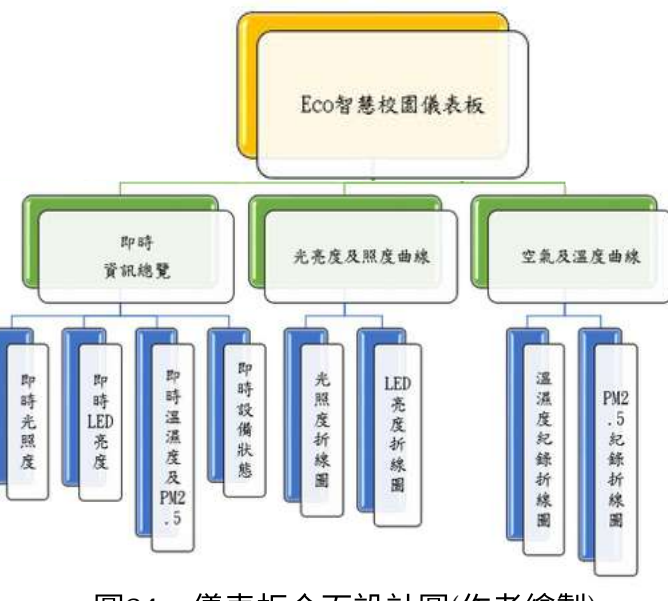 Eco智慧校園儀表板
即時
資訊總覽
光亮度及照度曲線
空氣及溫度曲線
即時光照度
即時LED亮度
即時溫濕度及PM2.5
即時設備狀態
光照度折線圖
LED亮度折線圖
溫濕度紀錄折線圖
PM2.5紀錄折線圖